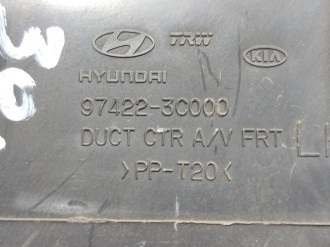 TRW
KIA
HYUNDAI
97422-3C000
DUCT CTR A/V FRT
>PP-T20<